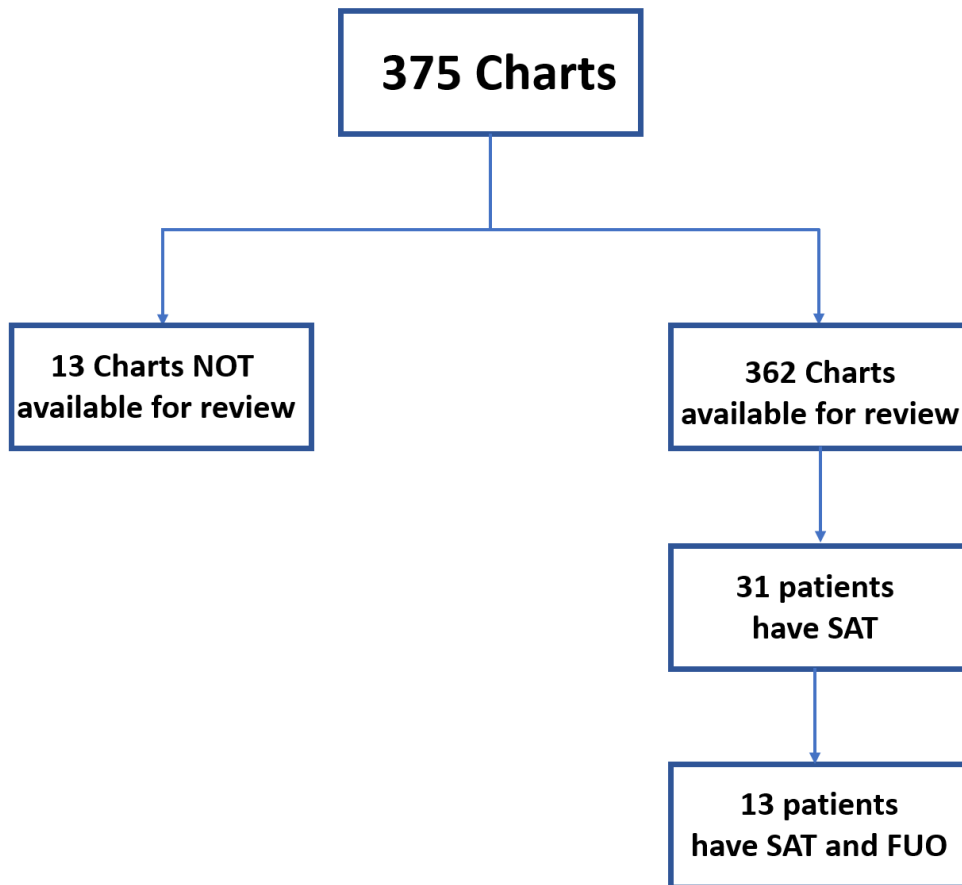 375 Charts
13 Charts NOT
available for review
362 Charts
available for review
31 patients
have SAT
13 patients
have SAT and FUO